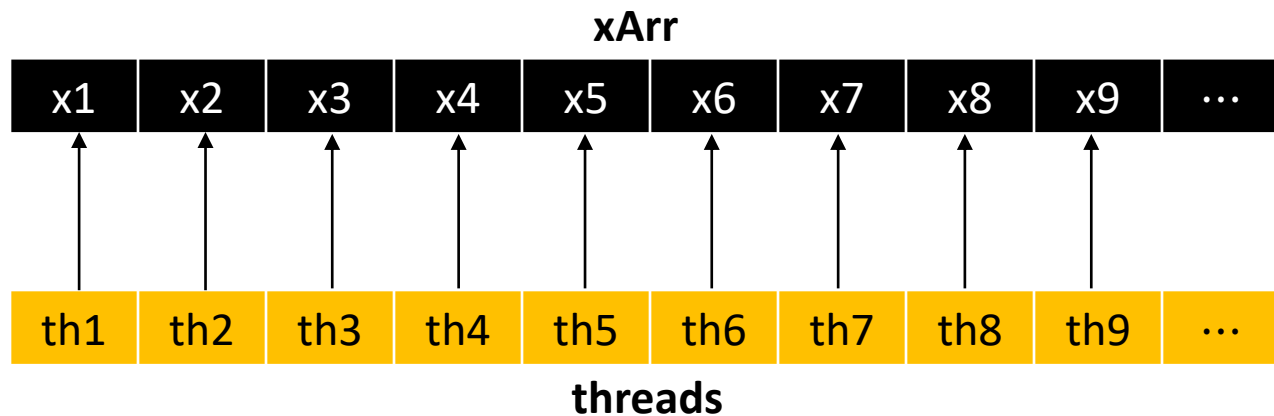 xArr
x1 x2 x3 x4 x5 x6 x7 x8 x9 ...
th1 th2 th3 th4 th5 th6 th7 th8 th9 ...
threads